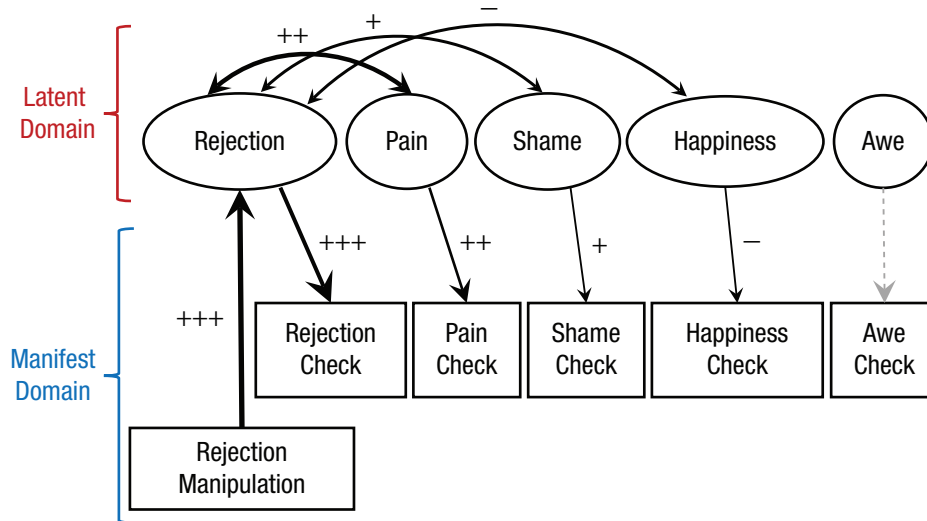 ++
+
−
Latent
Domain
Rejection
Pain
Shame
Happiness
Awe
+++
++
+
−
+++
Manifest
Domain
Rejection
Check
Pain
Check
Shame
Check
Happiness
Check
Awe
Check
Rejection
Manipulation